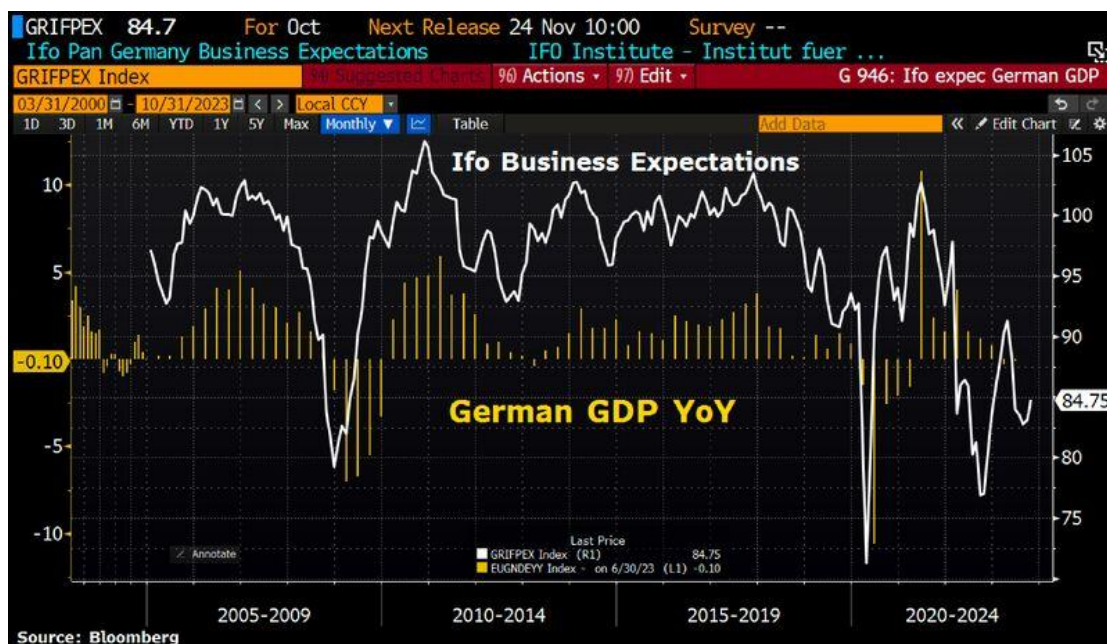 GRIFPEX 84.7 For Oct Next Release 24 Nov 10:00 Survey --
Ifo Pan Germany Business Expectations IFO Institute - Institut fuer ...
GRIFPEX Index 94) Suggested Charts 96) Actions 97) Edit G 946: Ifo expec German GDP
03/31/2000 - 10/31/2023 < > Local CCY
1D 3D 1M 6M YTD 1Y 5Y Max Monthly ▼ Table Add Data « Edit Chart
Ifo Business Expectations
105
10
100
5
95
90
-0.10
German GDP YoY
84.75
-5
80
75
-10
Annotate
Last Price
GRIFPEX Index (R1) 84.75
EUGNDEYY Index - on 6/30/23 (L1) -0.10
2005-2009 2010-2014 2015-2019 2020-2024
Source: Bloomberg